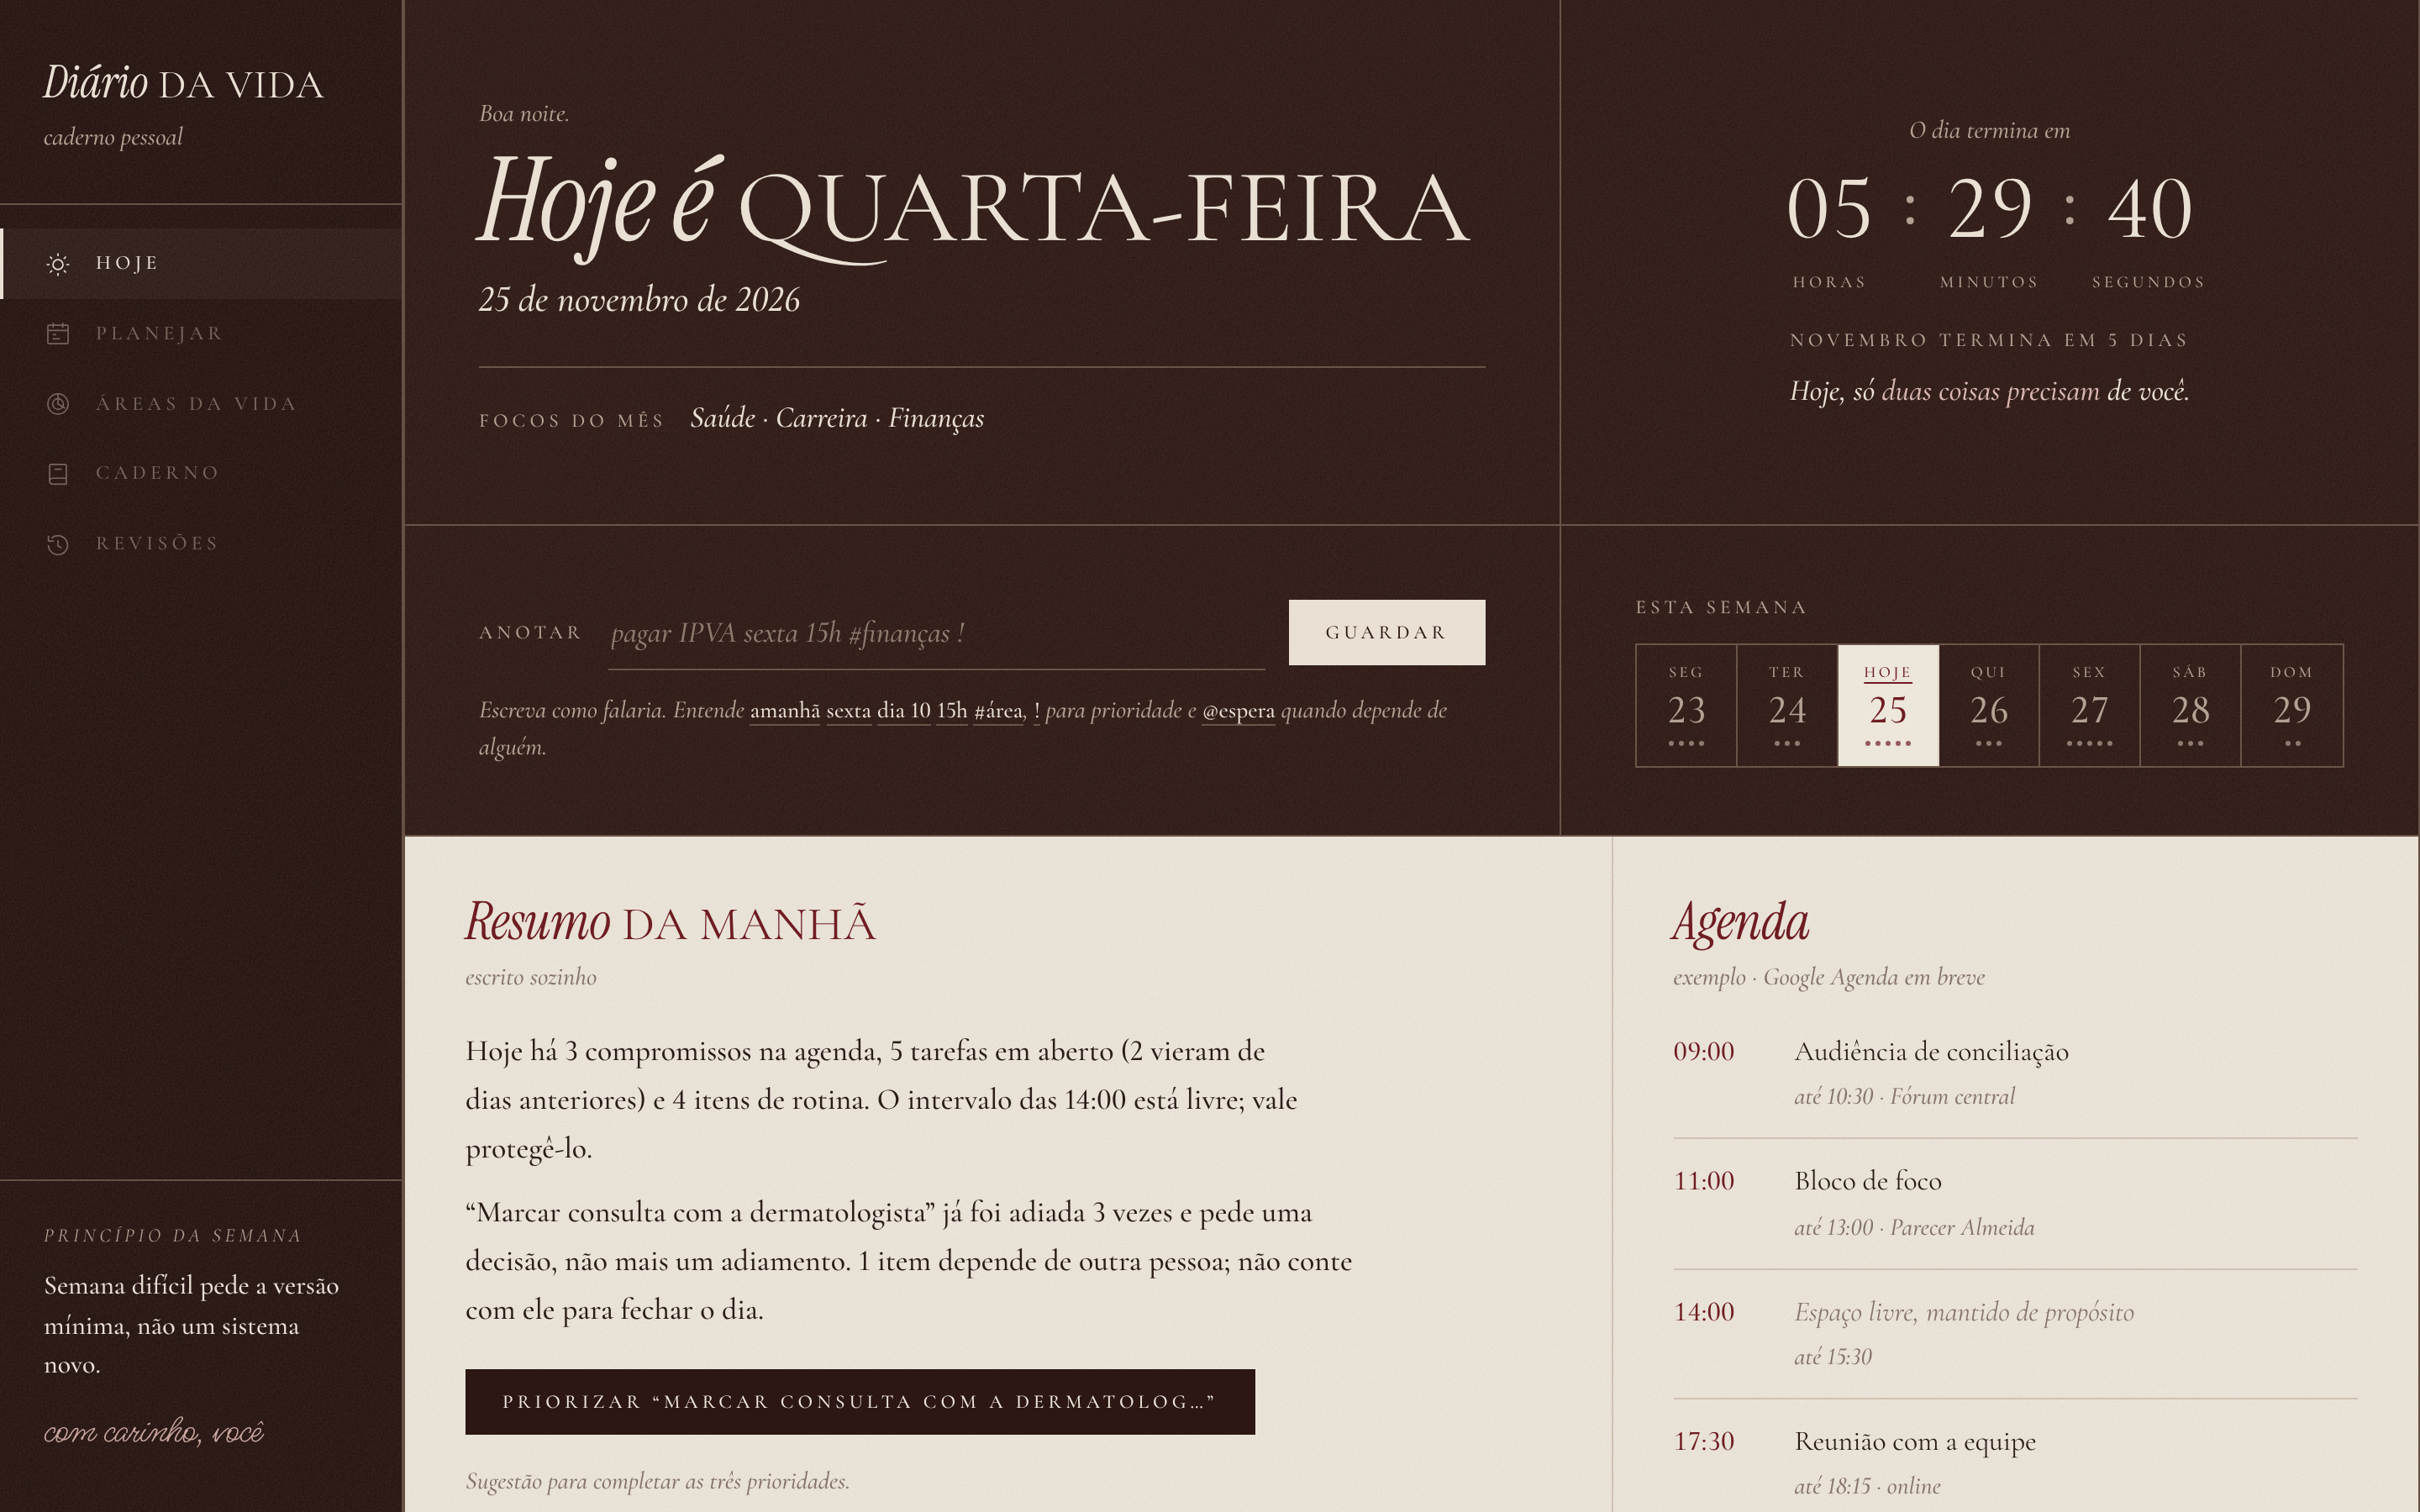 Diário DA VIDA
caderno pessoal
HOJE
PLANEJAR
ÁREAS DA VIDA
CADERNO
REVISÕES
PRINCÍPIO DA SEMANA
Semana difícil pede a versão
mínima, não um sistema
novo.
com carinho, você
Boa noite.
Hoje é QUARTA-FEIRA
25 de novembro de 2026
FOCOS DO MÊS Saúde · Carreira · Finanças
O dia termina em
05 : 29 : 40
HORAS MINUTOS SEGUNDOS
NOVEMBRO TERMINA EM 5 DIAS
Hoje, só duas coisas precisam de você.
ANOTAR pagar IPVA sexta 15h #finanças ! GUARDAR
Escreva como falaria. Entende amanhã sexta dia 10 15h #área, ! para prioridade e @espera quando depende de
alguém.
ESTA SEMANA
SEG TER HOJE QUI SEX SÁB DOM
23 24 25 26 27 28 29
Resumo DA MANHÃ
escrito sozinho
Hoje há 3 compromissos na agenda, 5 tarefas em aberto (2 vieram de
dias anteriores) e 4 itens de rotina. O intervalo das 14:00 está livre; vale
protegê-lo.
“Marcar consulta com a dermatologista” já foi adiada 3 vezes e pede uma
decisão, não mais um adiamento. 1 item depende de outra pessoa; não conte
com ele para fechar o dia.
PRIORIZAR “MARCAR CONSULTA COM A DERMATOLOG…”
Sugestão para completar as três prioridades.
Agenda
exemplo · Google Agenda em breve
09:00 Audiência de conciliação
até 10:30 · Fórum central
11:00 Bloco de foco
até 13:00 · Parecer Almeida
14:00 Espaço livre, mantido de propósito
até 15:30
17:30 Reunião com a equipe
até 18:15 · online